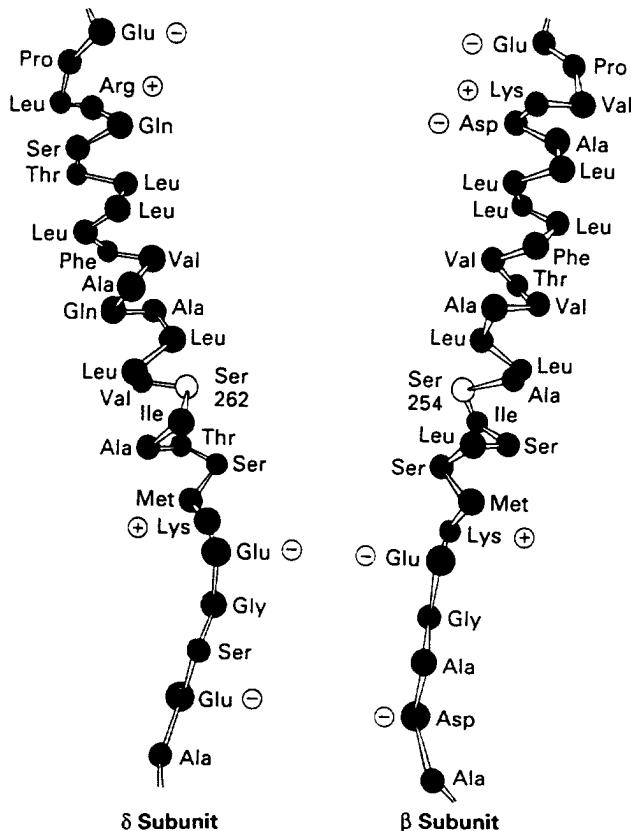 Glu ⊖
Pro
Arg ⊕
Leu
Gln
Ser
Thr
Leu
Leu
Leu
Phe
Val
Ala
Gln
Ala
Leu
Leu
Val
Ser
262
Ile
Thr
Ala
Ser
Met
⊕ Lys
Glu ⊖
Gly
Ser
Glu ⊖
Ala
δ Subunit
⊖ Glu
Pro
⊕ Lys
Val
⊖ Asp
Ala
Leu
Leu
Leu
Leu
Phe
Val
Thr
Ala
Val
Leu
Leu
Ala
Ser
254
Ile
Leu
Ser
Ser
Met
Lys ⊕
⊖ Glu
Gly
Ala
⊖ Asp
Ala
β Subunit